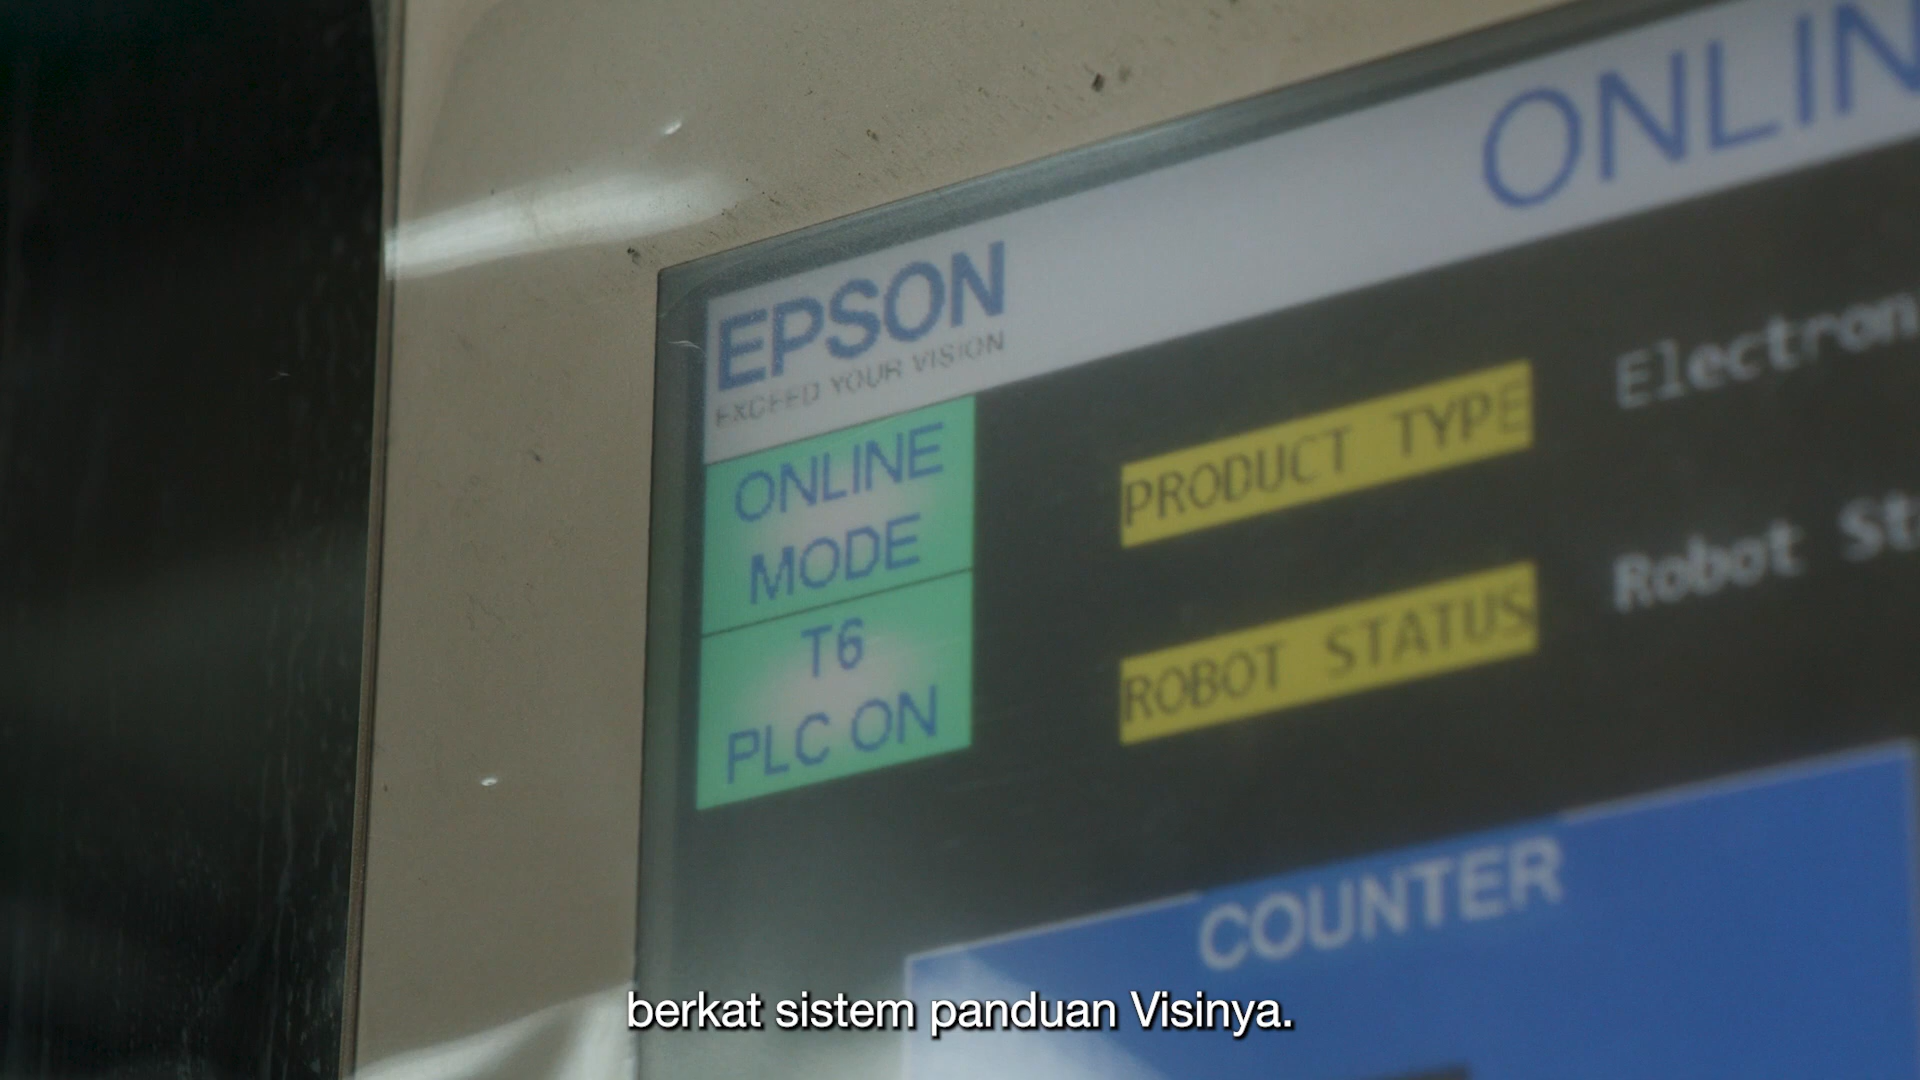 ONLIN
EPSON
EXCEED YOUR VISION
ONLINE
MODE
T6
PLC ON
PRODUCT TYPE
Electron
ROBOT STATUS
Robot St
COUNTER
berkat sistem panduan Visinya.